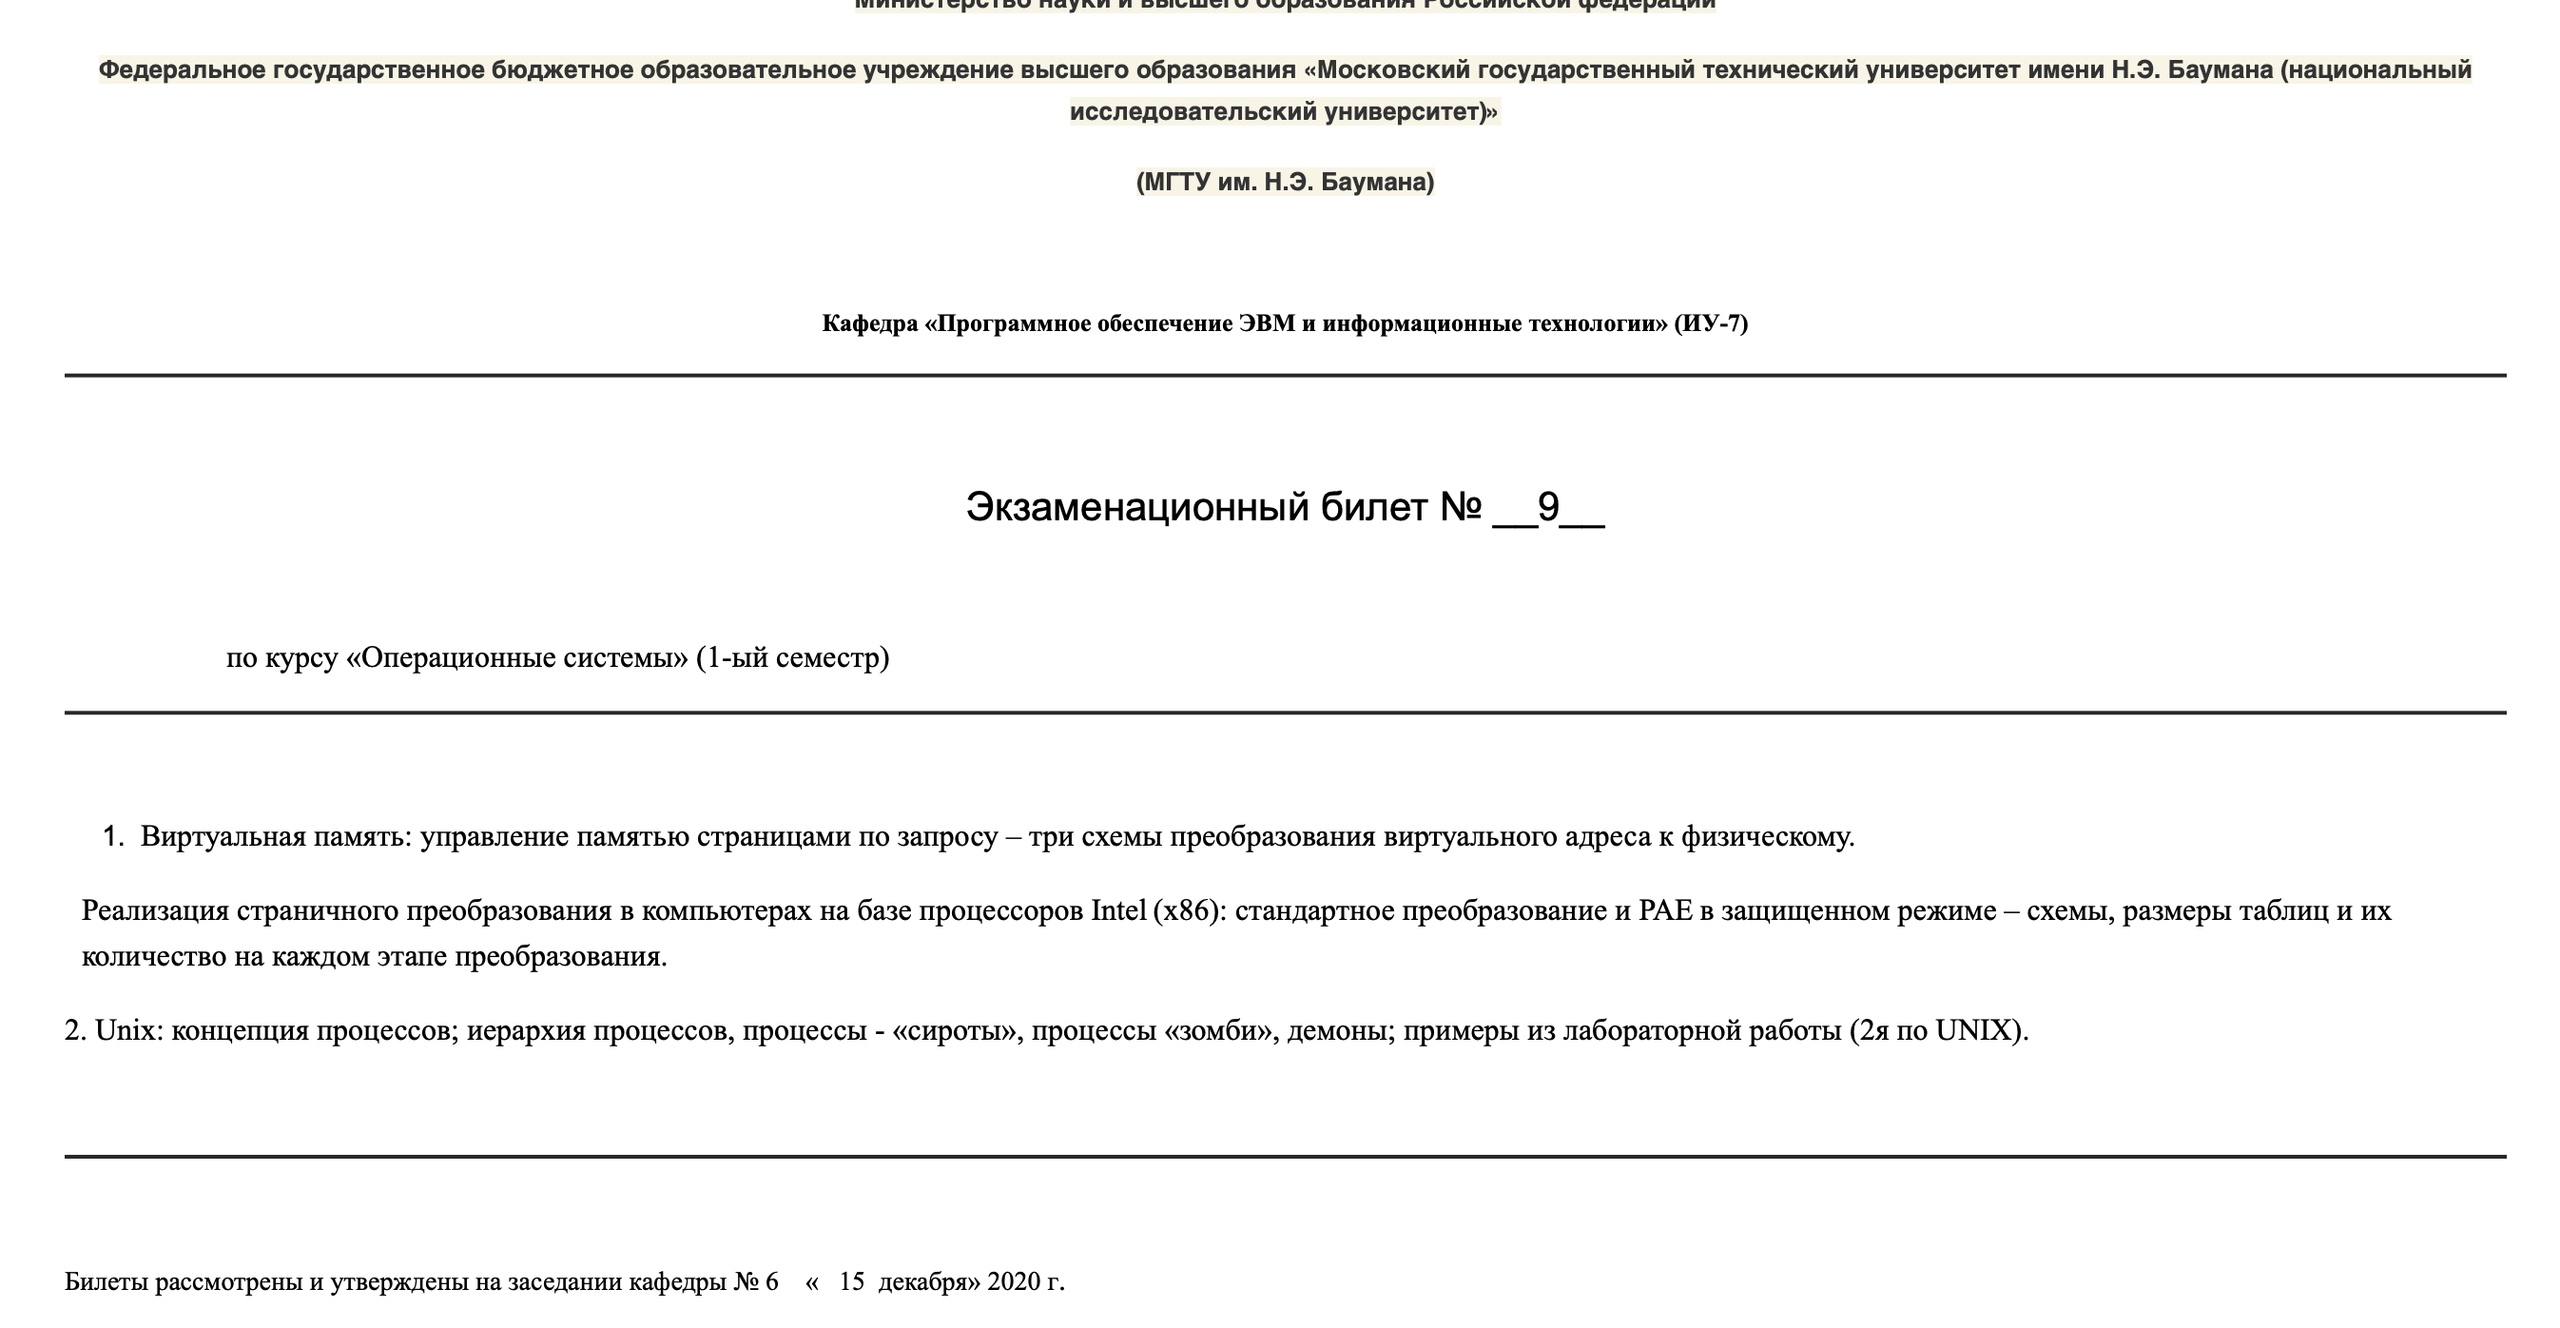 Министерство науки и высшего образования Российской федерации
Федеральное государственное бюджетное образовательное учреждение высшего образования «Московский государственный технический университет имени Н.Э. Баумана (национальный
исследовательский университет)»
(МГТУ им. Н.Э. Баумана)
Кафедра «Программное обеспечение ЭВМ и информационные технологии» (ИУ-7)
Экзаменационный билет № __9__
по курсу «Операционные системы» (1-ый семестр)
1. Виртуальная память: управление памятью страницами по запросу – три схемы преобразования виртуального адреса к физическому.
Реализация страничного преобразования в компьютерах на базе процессоров Intel (x86): стандартное преобразование и PAE в защищенном режиме – схемы, размеры таблиц и их
количество на каждом этапе преобразования.
2. Unix: концепция процессов; иерархия процессов, процессы - «сироты», процессы «зомби», демоны; примеры из лабораторной работы (2я по UNIX).
Билеты рассмотрены и утверждены на заседании кафедры № 6 « 15 декабря» 2020 г.